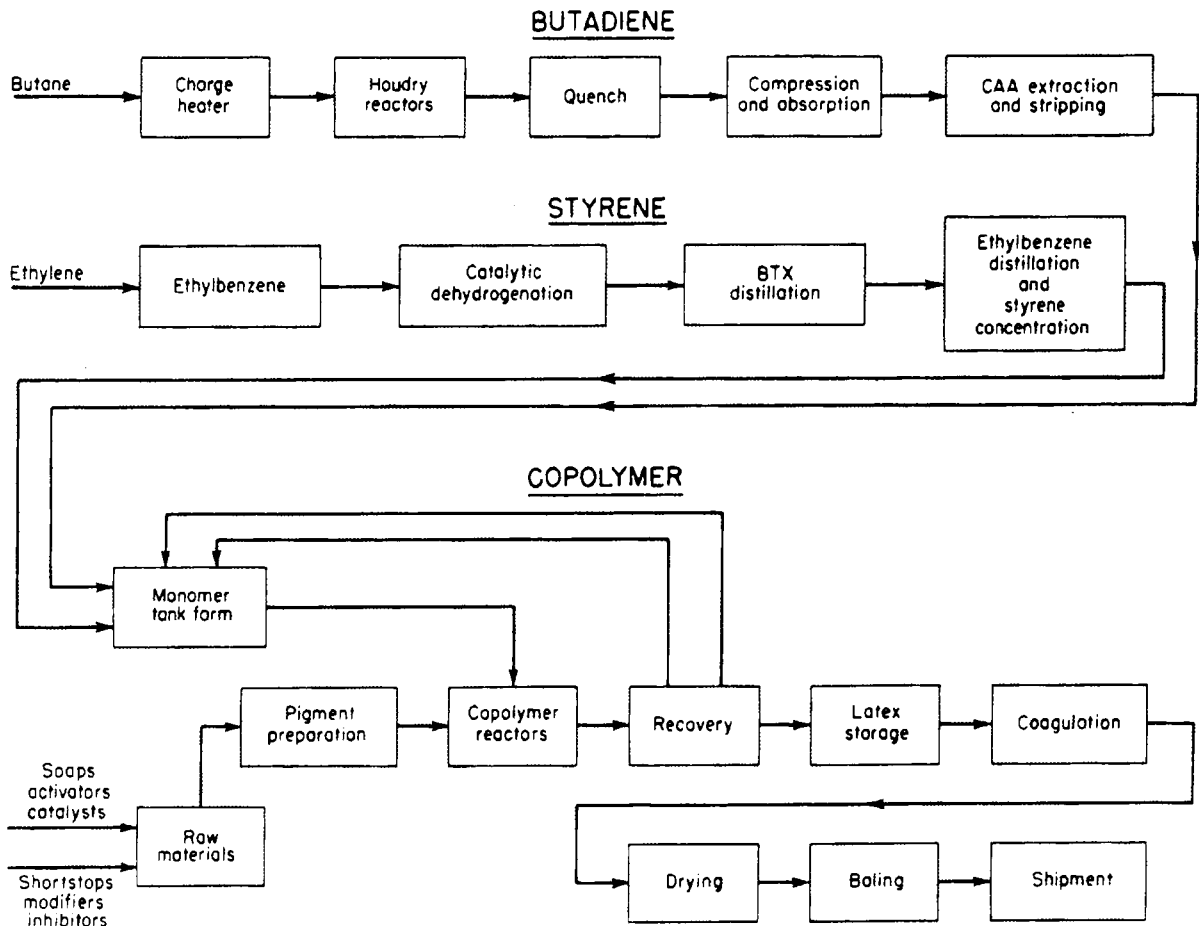 BUTADIENE
Butane
Charge
heater
Houdry
reactors
Quench
Compression
and absorption
CAA extraction
and stripping
STYRENE
Ethylene
Ethylbenzene
Catalytic
dehydrogenation
BTX
distillation
Ethylbenzene
distillation
and
styrene
concentration
COPOLYMER
Monomer
tank farm
Pigment
preparation
Copolymer
reactors
Recovery
Latex
storage
Coagulation
Soaps
activators
catalysts
Raw
materials
Shortstops
modifiers
inhibitors
Drying
Baling
Shipment